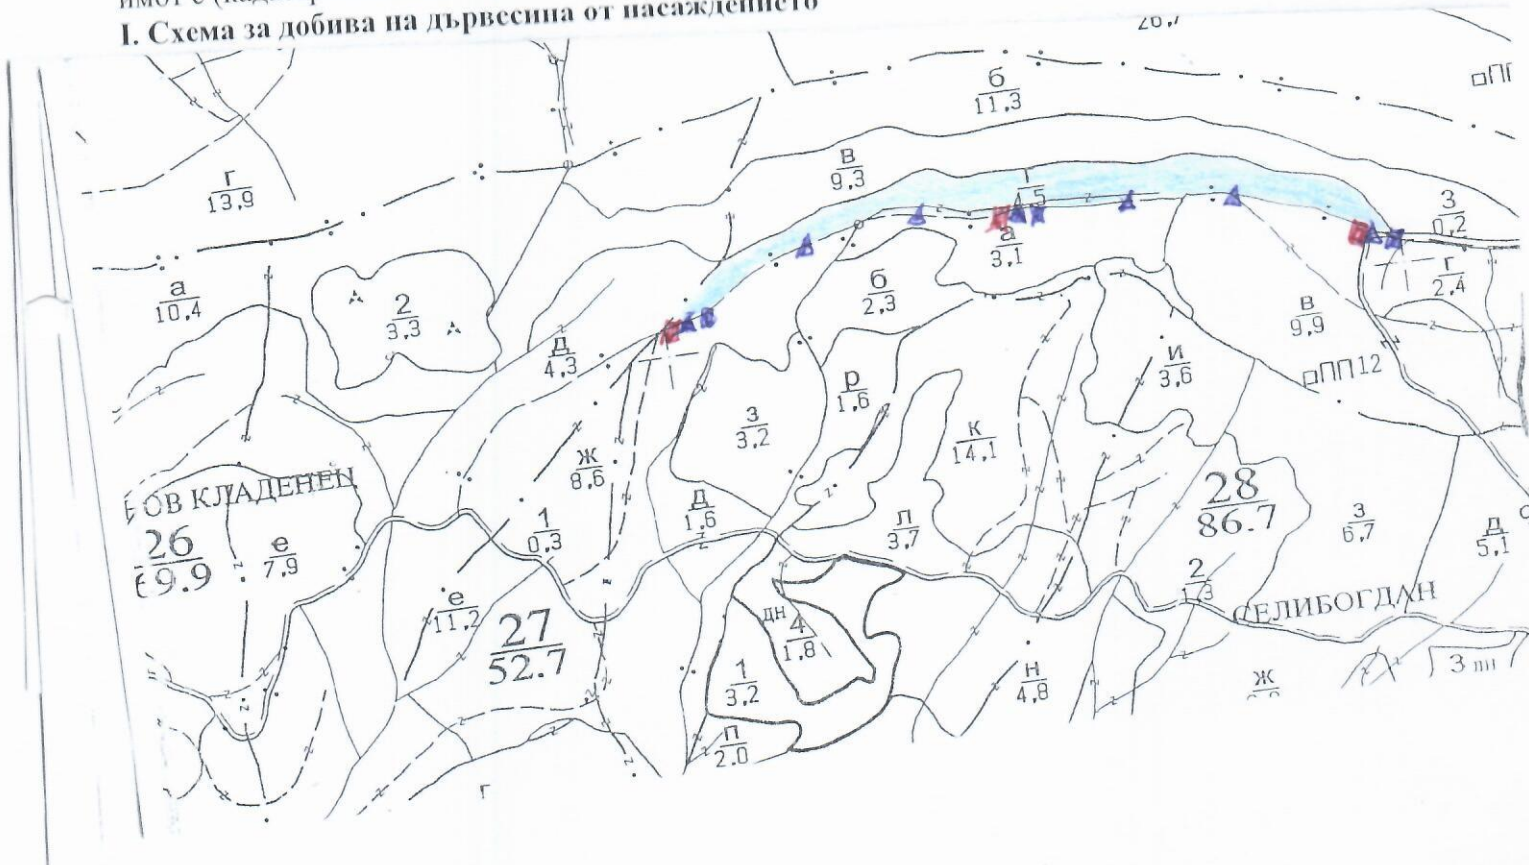 I. Схема за добива на дървесина от насаждението
26,7
б
11,3
ПП
в
9,3
г
13,9
г
4,5
З
0,2
а
3,1
г
2,4
а
10,4
2
3,3
б
2,3
в
9,9
д
4,3
р
1,6
и
3,6
ПП 12
з
3,2
к
14,1
ж
8,6
ОВ КЛАДЕНЕЦ
26
69.9
е
7,9
1
0,3
д
1,6
л
3,7
28
86.7
з
6,7
д
5,1
е
11,2
27
52.7
дн
4
1,8
2
1,3
СЕЛИБОГДАН
1
3,2
н
4,8
ж
3 лн
п
2.0
г